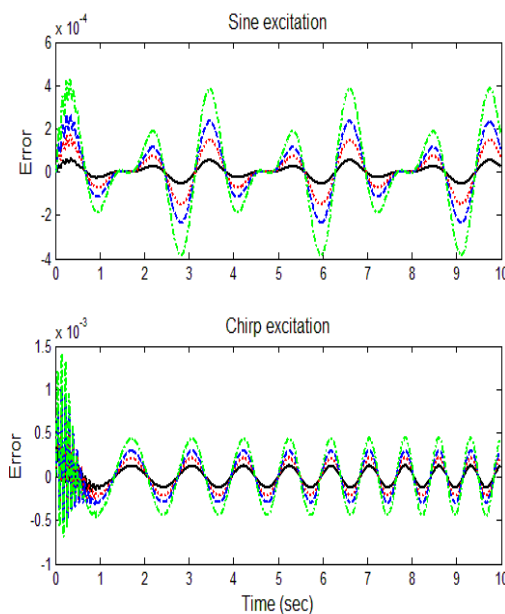 Sine excitation
x 10^-4
6
4
2
0
-2
-4
Error
0 1 2 3 4 5 6 7 8 9 10
Chirp excitation
x 10^-3
1.5
1
0.5
0
-0.5
-1
Error
0 1 2 3 4 5 6 7 8 9 10
Time (sec)